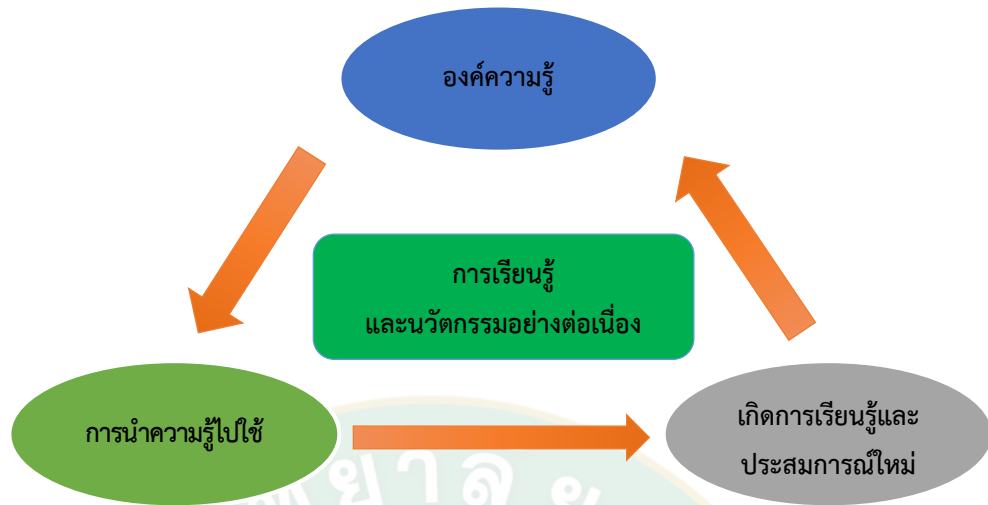 องค์ความรู้
การเรียนรู้
และนวัตกรรมอย่างต่อเนื่อง
การนำความรู้ไปใช้
เกิดการเรียนรู้และ
ประสมการณ์ใหม่